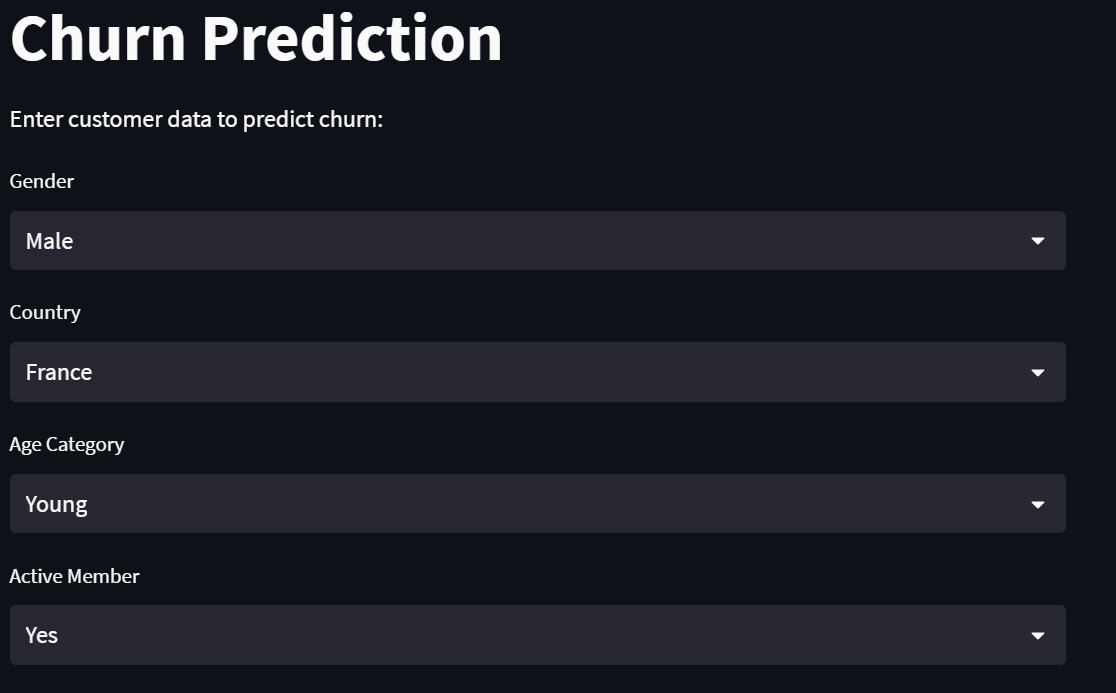 Churn Prediction
Enter customer data to predict churn:
Gender
Male
Country
France
Age Category
Young
Active Member
Yes